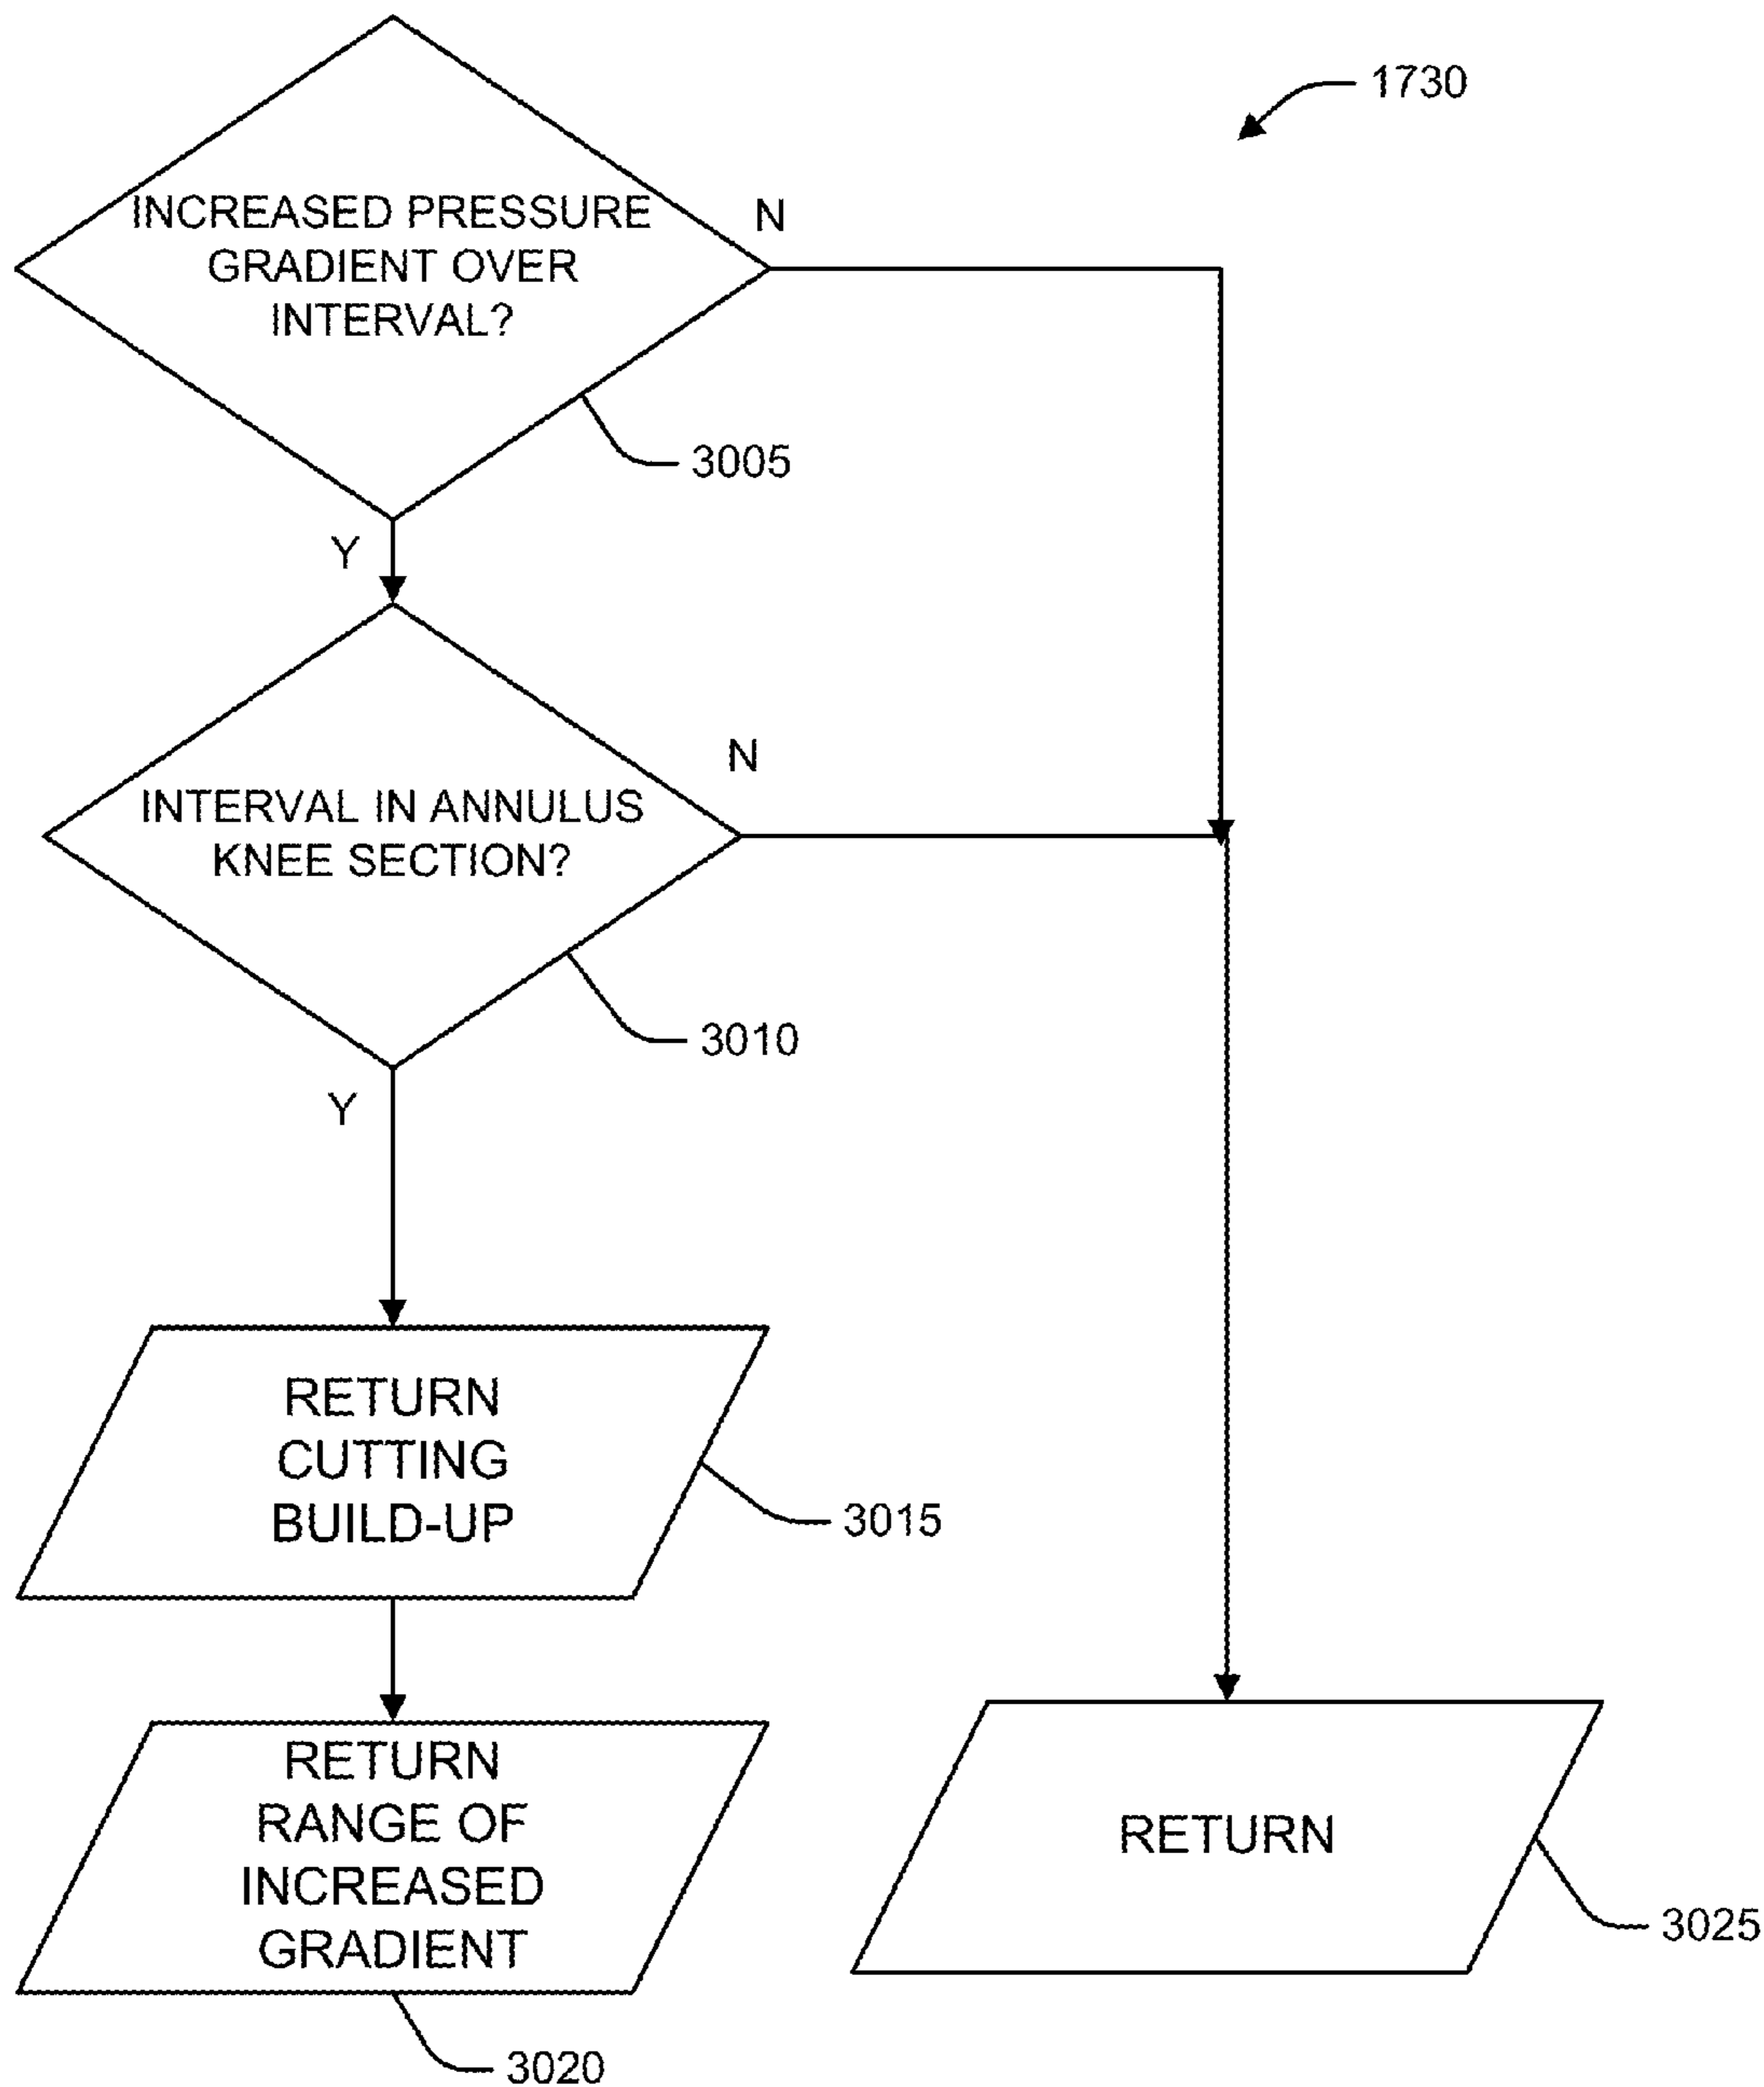 1730
INCREASED PRESSURE
GRADIENT OVER
INTERVAL?
N
3005
Y
INTERVAL IN ANNULUS
KNEE SECTION?
N
3010
Y
RETURN
CUTTING
BUILD-UP
3015
RETURN
RANGE OF
INCREASED
GRADIENT
3020
RETURN
3025